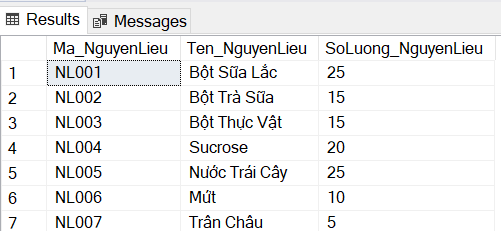 Results Messages
Ma_NguyenLieu Ten_NguyenLieu SoLuong_NguyenLieu
1 NL001 Bột Sữa Lắc 25
2 NL002 Bột Trà Sữa 15
3 NL003 Bột Thực Vật 15
4 NL004 Sucrose 20
5 NL005 Nước Trái Cây 25
6 NL006 Mứt 10
7 NL007 Trân Châu 5